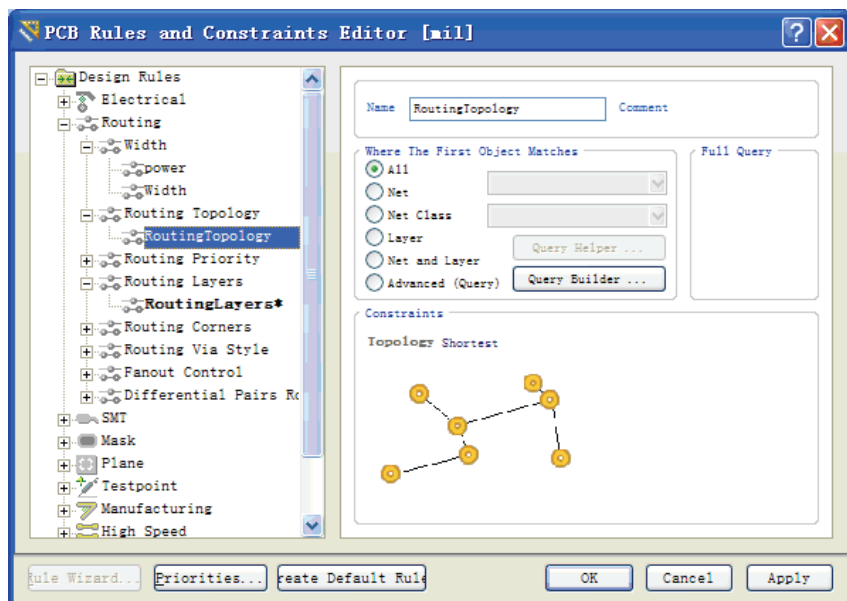 PCB Rules and Constraints Editor [mil]
Design Rules
Electrical
Routing
Width
power
Width
Routing Topology
RoutingTopology
Routing Priority
Routing Layers
RoutingLayers*
Routing Corners
Routing Via Style
Fanout Control
Differential Pairs Ro
SMT
Mask
Plane
Testpoint
Manufacturing
High Speed
Name RoutingTopology Comment
Where The First Object Matches
All
Net
Net Class
Layer
Net and Layer
Advanced (Query)
Query Helper ...
Query Builder ...
Full Query
Constraints
Topology Shortest
Rule Wizard... Priorities... reate Default Rule OK Cancel Apply